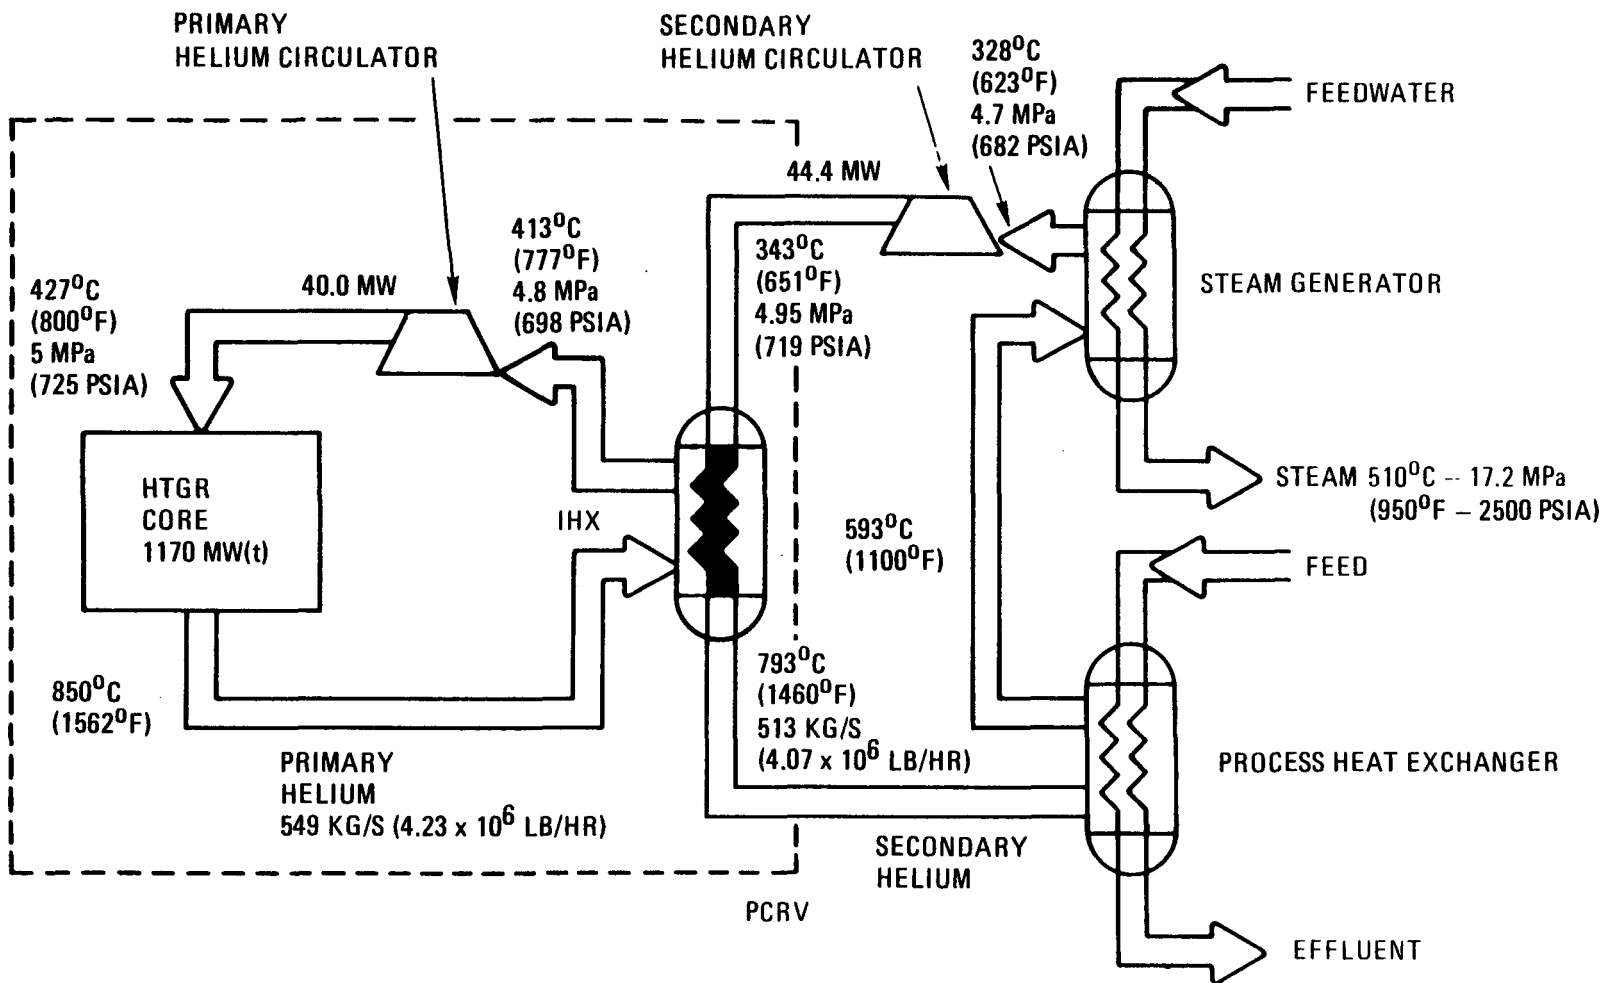 PRIMARY
HELIUM CIRCULATOR
SECONDARY
HELIUM CIRCULATOR
328⁰C
(623⁰F)
4.7 MPa
(682 PSIA)
FEEDWATER
44.4 MW
413⁰C
(777⁰F)
4.8 MPa
(698 PSIA)
343⁰C
(651⁰F)
4.95 MPa
(719 PSIA)
427⁰C
(800⁰F)
5 MPa
(725 PSIA)
40.0 MW
STEAM GENERATOR
HTGR
CORE
1170 MW(t)
IHX
593⁰C
(1100⁰F)
STEAM 510⁰C -- 17.2 MPa
(950⁰F – 2500 PSIA)
FEED
850⁰C
(1562⁰F)
793⁰C
(1460⁰F)
513 KG/S
(4.07 x 10⁶ LB/HR)
PROCESS HEAT EXCHANGER
PRIMARY
HELIUM
549 KG/S (4.23 x 10⁶ LB/HR)
SECONDARY
HELIUM
PCRV
EFFLUENT